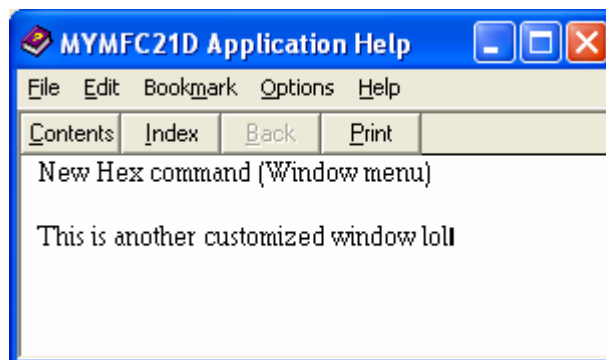 MYMFC21D Application Help
File Edit Bookmark Options Help
Contents Index Back Print
New Hex command (Window menu)
This is another customized window lol!